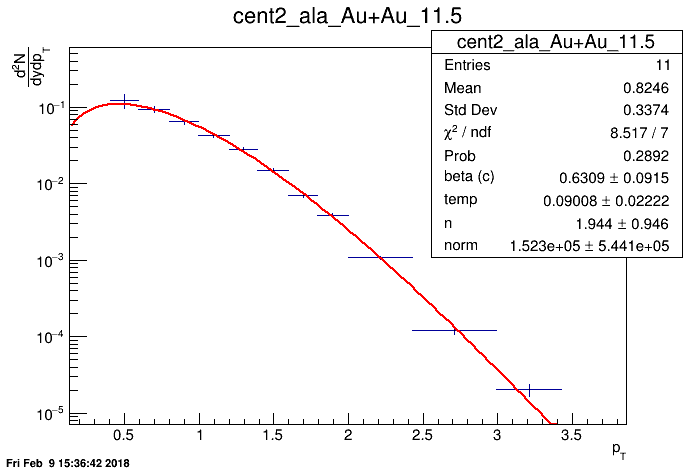 cent2_ala_Au+Au_11.5
d²N
dydp_T
cent2_ala_Au+Au_11.5
Entries 11
Mean 0.8246
Std Dev 0.3374
χ² / ndf 8.517 / 7
Prob 0.2892
beta (c) 0.6309 ± 0.0915
temp 0.09008 ± 0.02222
n 1.944 ± 0.946
norm 1.523e+05 ± 5.441e+05
10⁻¹
10⁻²
10⁻³
10⁻⁴
10⁻⁵
0.5 1 1.5 2 2.5 3 3.5
p_T
Fri Feb 9 15:36:42 2018